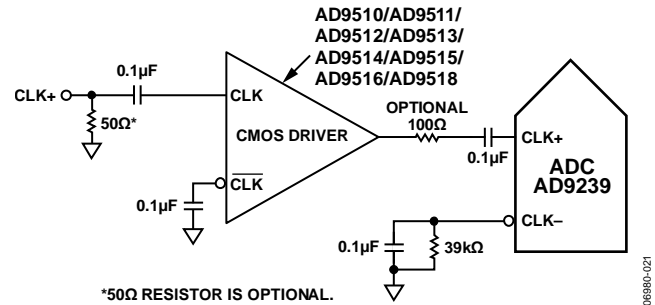 AD9510/AD9511/
AD9512/AD9513/
AD9514/AD9515/
AD9516/AD9518
0.1µF
CLK+
CLK
50Ω*
CMOS DRIVER
OPTIONAL
100Ω
0.1µF
CLK+
ADC
AD9239
CLK
0.1µF
CLK–
0.1µF
39kΩ
*50Ω RESISTOR IS OPTIONAL.
06980-021